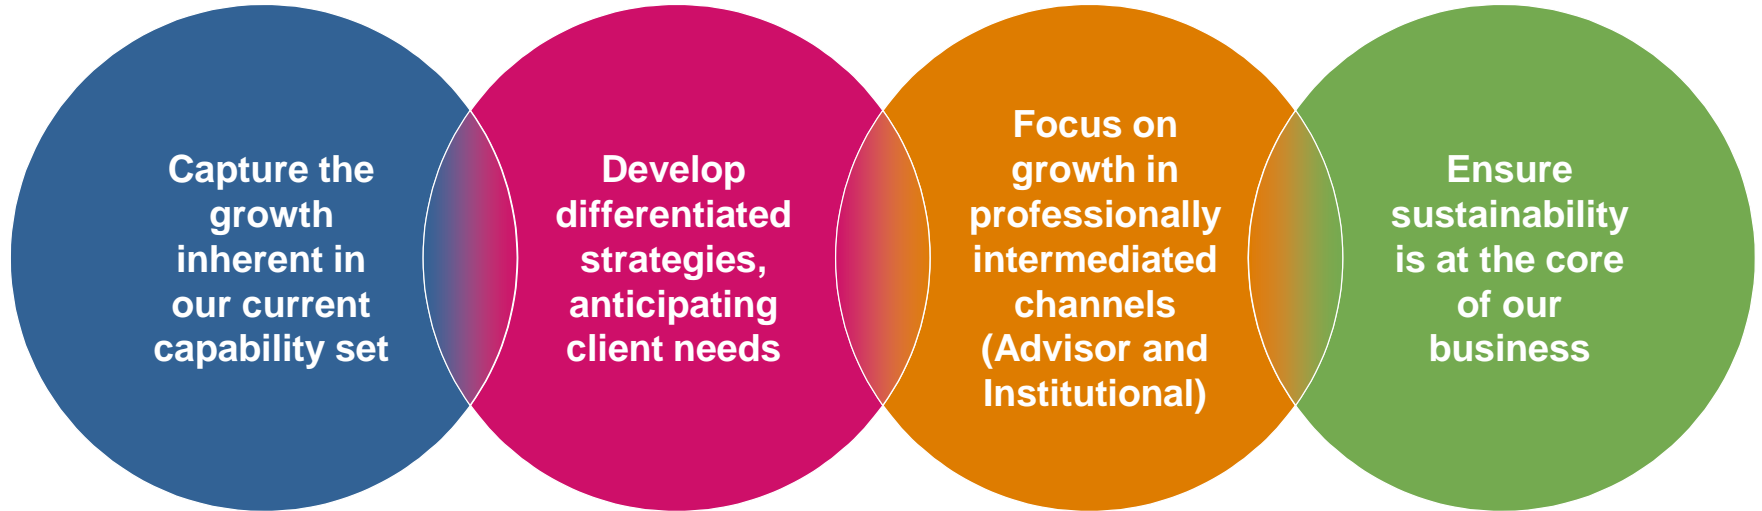 Capture the
growth
inherent in
our current
capability set
Develop
differentiated
strategies,
anticipating
client needs
Focus on
growth in
professionally
intermediated
channels
(Advisor and
Institutional)
Ensure
sustainability
is at the core
of our
business